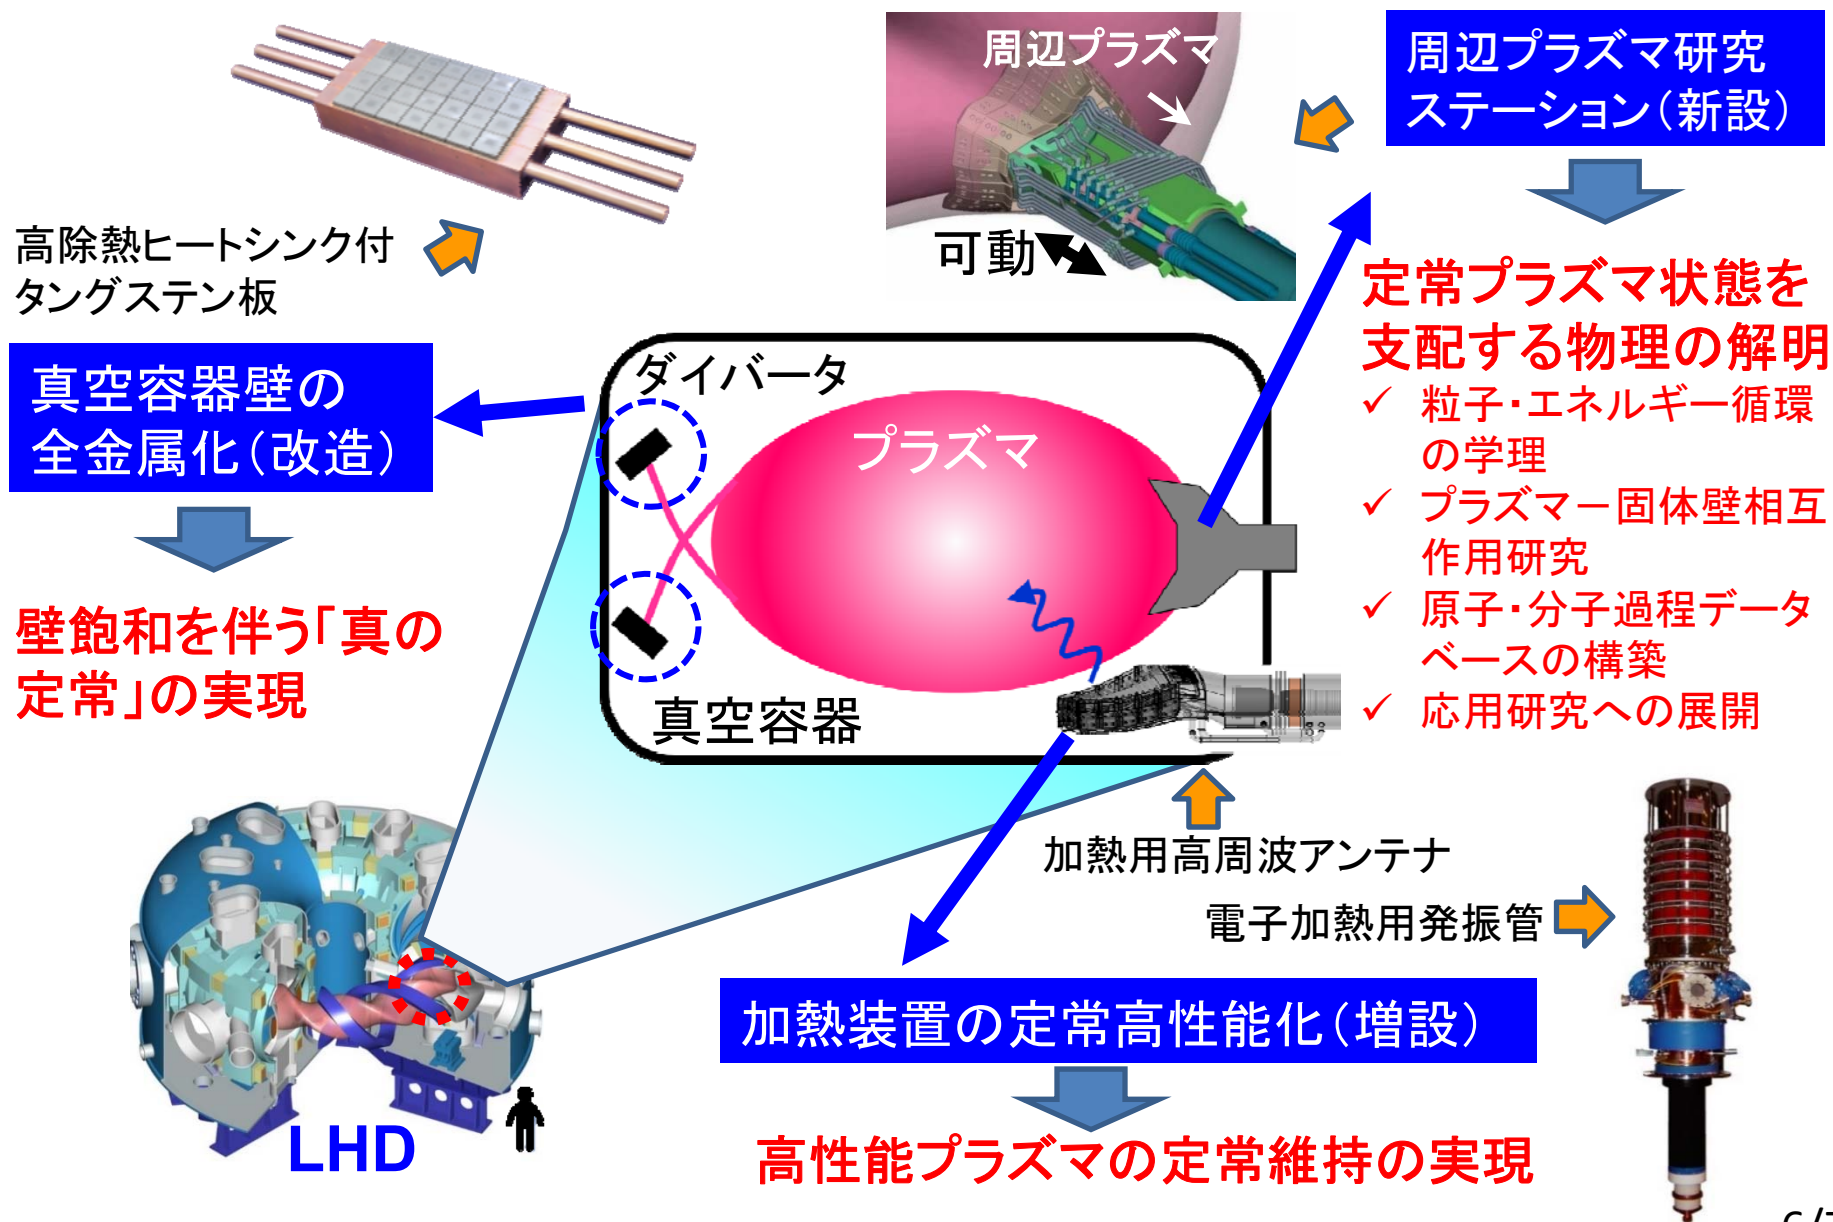 周辺プラズマ
可動
周辺プラズマ研究
ステーション（新設）
高除熱ヒートシンク付
タングステン板
定常プラズマ状態を
支配する物理の解明
✓ 粒子・エネルギー循環
の学理
✓ プラズマ－固体壁相互
作用研究
✓ 原子・分子過程データ
ベースの構築
✓ 応用研究への展開
真空容器壁の
全金属化（改造）
壁飽和を伴う「真の
定常」の実現
ダイバータ
プラズマ
真空容器
加熱用高周波アンテナ
電子加熱用発振管
加熱装置の定常高性能化（増設）
高性能プラズマの定常維持の実現
LHD